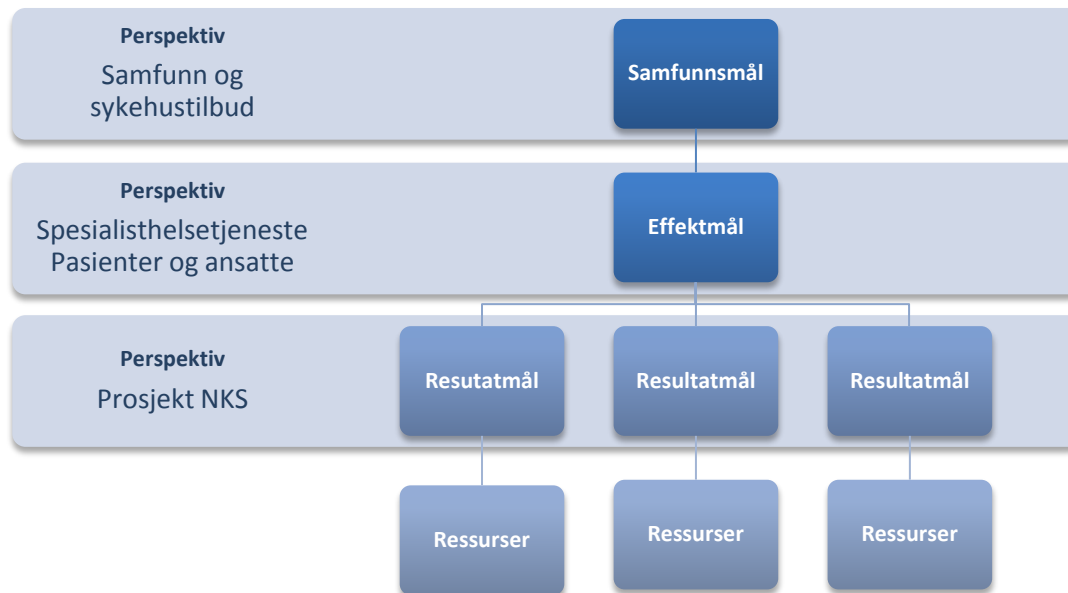 Perspektiv
Samfunn og
sykehustilbud
Samfunnsmål
Perspektiv
Spesialisthelsetjeneste
Pasienter og ansatte
Effektmål
Perspektiv
Prosjekt NKS
Resutatmål
Resultatmål
Resultatmål
Ressurser
Ressurser
Ressurser